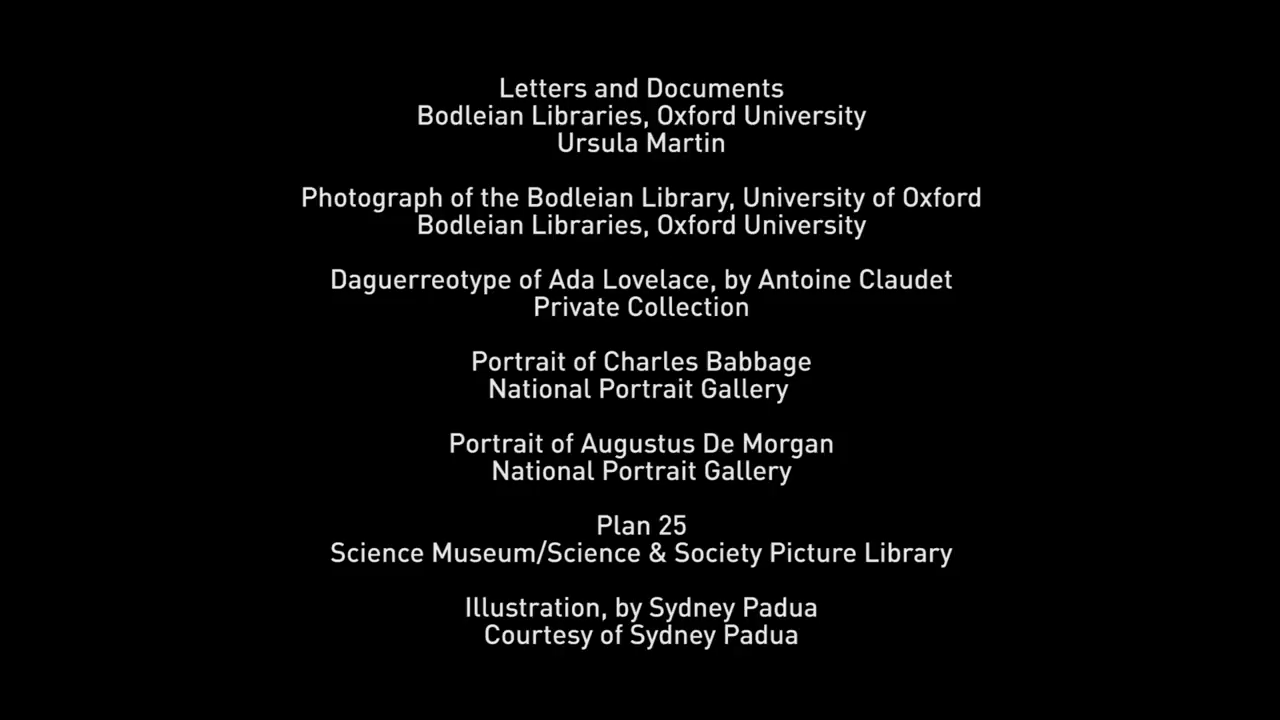 Letters and Documents
Bodleian Libraries, Oxford University
Ursula Martin
Photograph of the Bodleian Library, University of Oxford
Bodleian Libraries, Oxford University
Daguerreotype of Ada Lovelace, by Antoine Claudet
Private Collection
Portrait of Charles Babbage
National Portrait Gallery
Portrait of Augustus De Morgan
National Portrait Gallery
Plan 25
Science Museum/Science & Society Picture Library
Illustration, by Sydney Padua
Courtesy of Sydney Padua